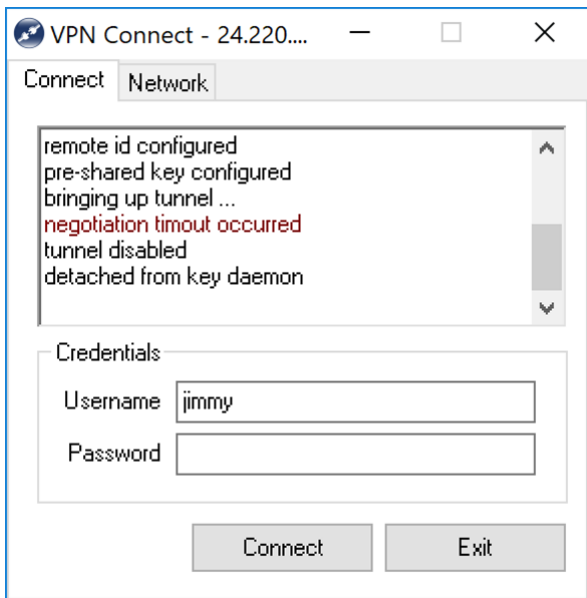 VPN Connect - 24.220....
Connect
Network
remote id configured
pre-shared key configured
bringing up tunnel ...
negotiation timout occurred
tunnel disabled
detached from key daemon
Credentials
Username jimmy
Password
Connect
Exit